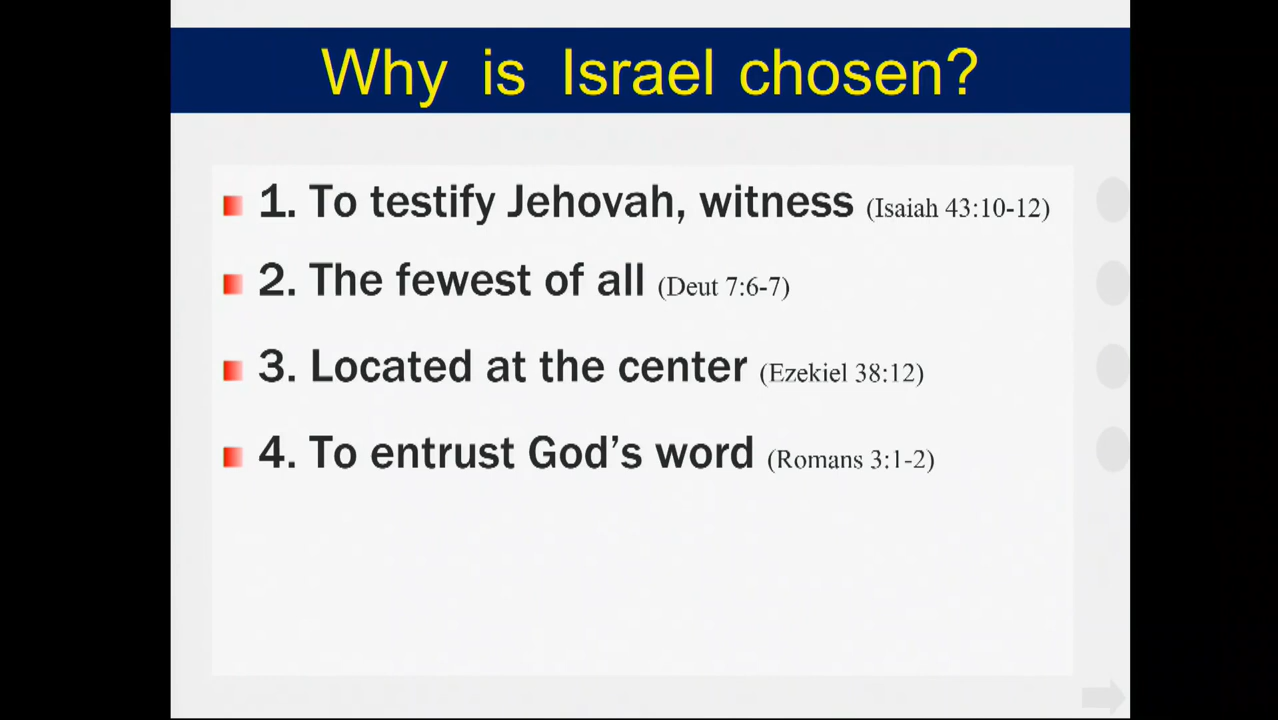 Why is Israel chosen?
1. To testify Jehovah, witness (Isaiah 43:10-12)
2. The fewest of all (Deut 7:6-7)
3. Located at the center (Ezekiel 38:12)
4. To entrust God's word (Romans 3:1-2)